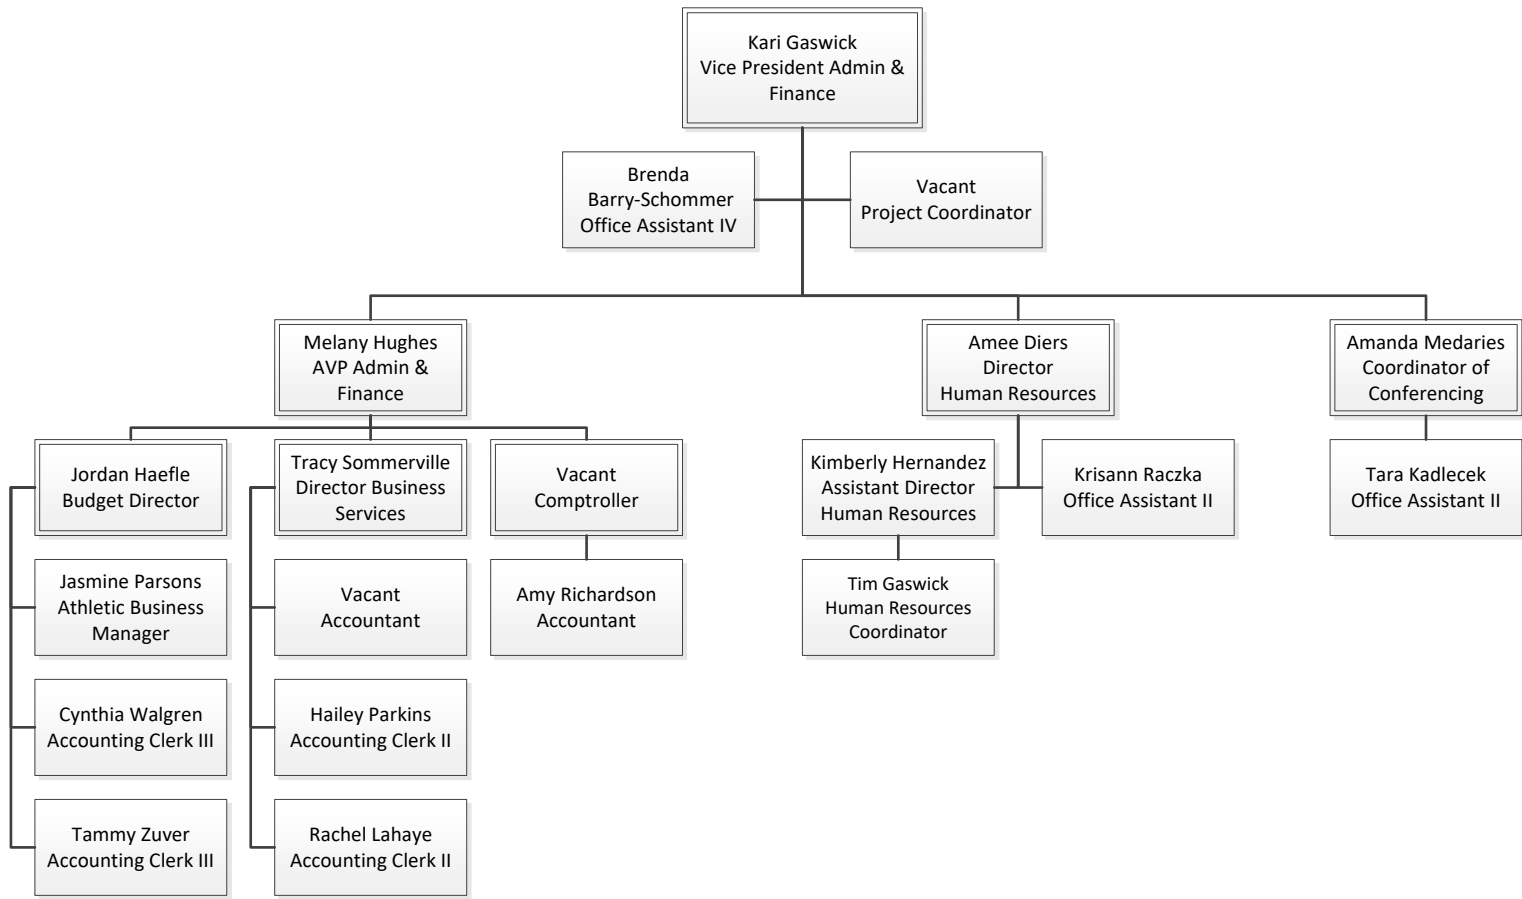 Kari Gaswick
Vice President Admin &
Finance
Brenda
Barry-Schommer
Office Assistant IV
Vacant
Project Coordinator
Melany Hughes
AVP Admin &
Finance
Amee Diers
Director
Human Resources
Amanda Medaries
Coordinator of
Conferencing
Jordan Haefle
Budget Director
Tracy Sommerville
Director Business
Services
Vacant
Comptroller
Kimberly Hernandez
Assistant Director
Human Resources
Krisann Raczka
Office Assistant II
Tara Kadlecek
Office Assistant II
Jasmine Parsons
Athletic Business
Manager
Vacant
Accountant
Amy Richardson
Accountant
Tim Gaswick
Human Resources
Coordinator
Cynthia Walgren
Accounting Clerk III
Hailey Parkins
Accounting Clerk II
Tammy Zuver
Accounting Clerk III
Rachel Lahaye
Accounting Clerk II